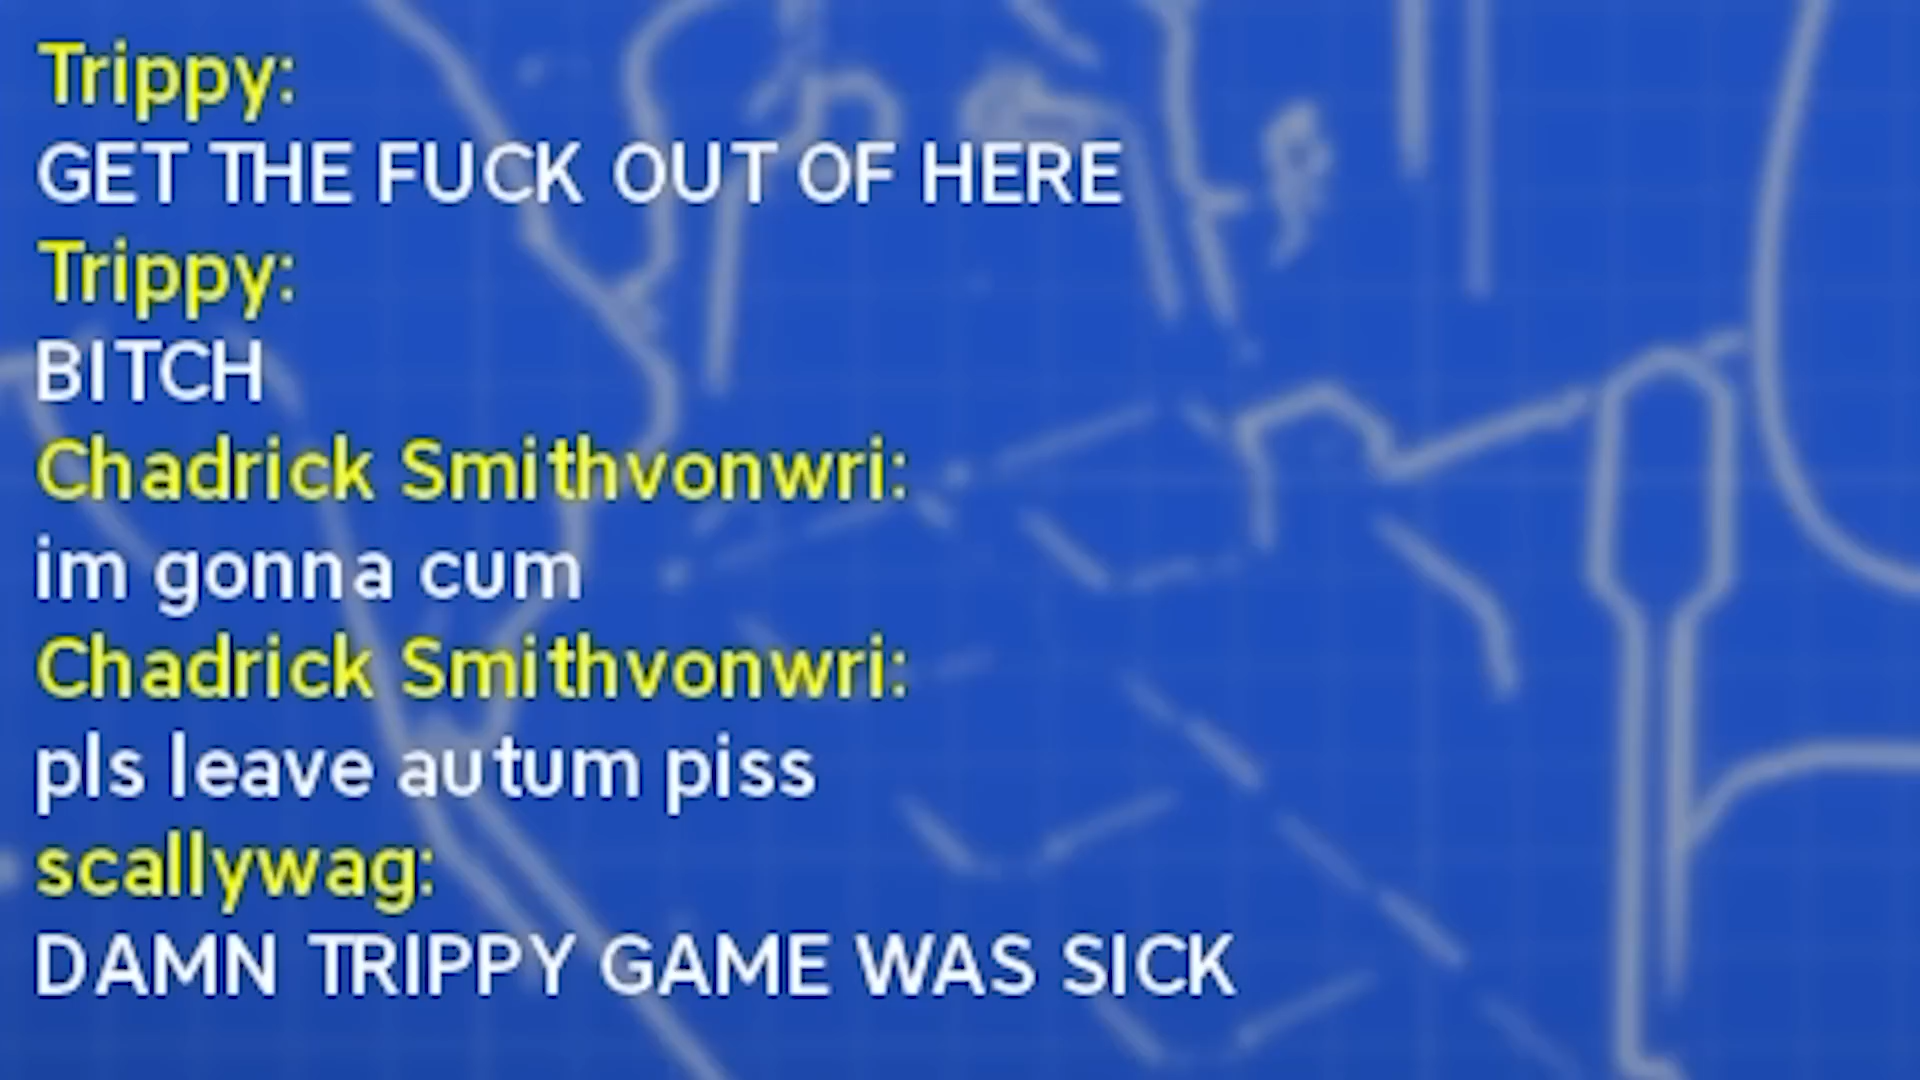 Trippy:
GET THE FUCK OUT OF HERE
Trippy:
BITCH
Chadrick Smithvonwri:
im gonna cum
Chadrick Smithvonwri:
pls leave autum piss
scallywag:
DAMN TRIPPY GAME WAS SICK